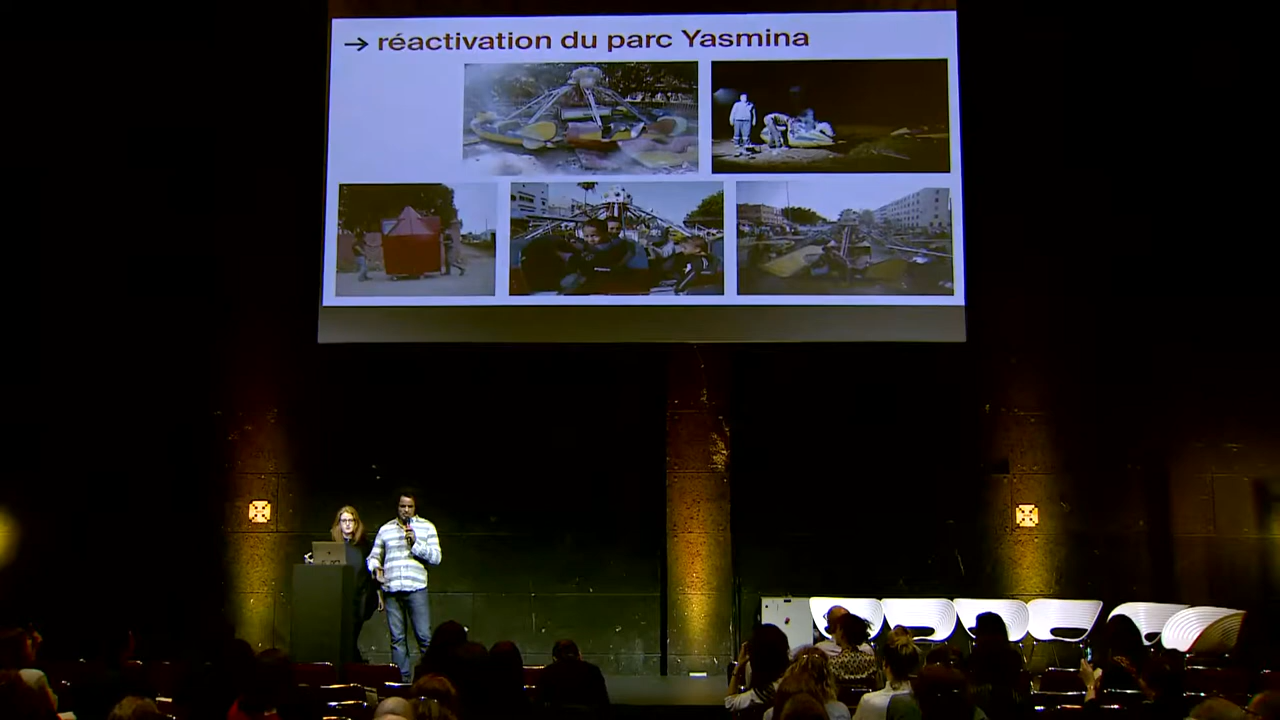 → réactivation du parc Yasmina